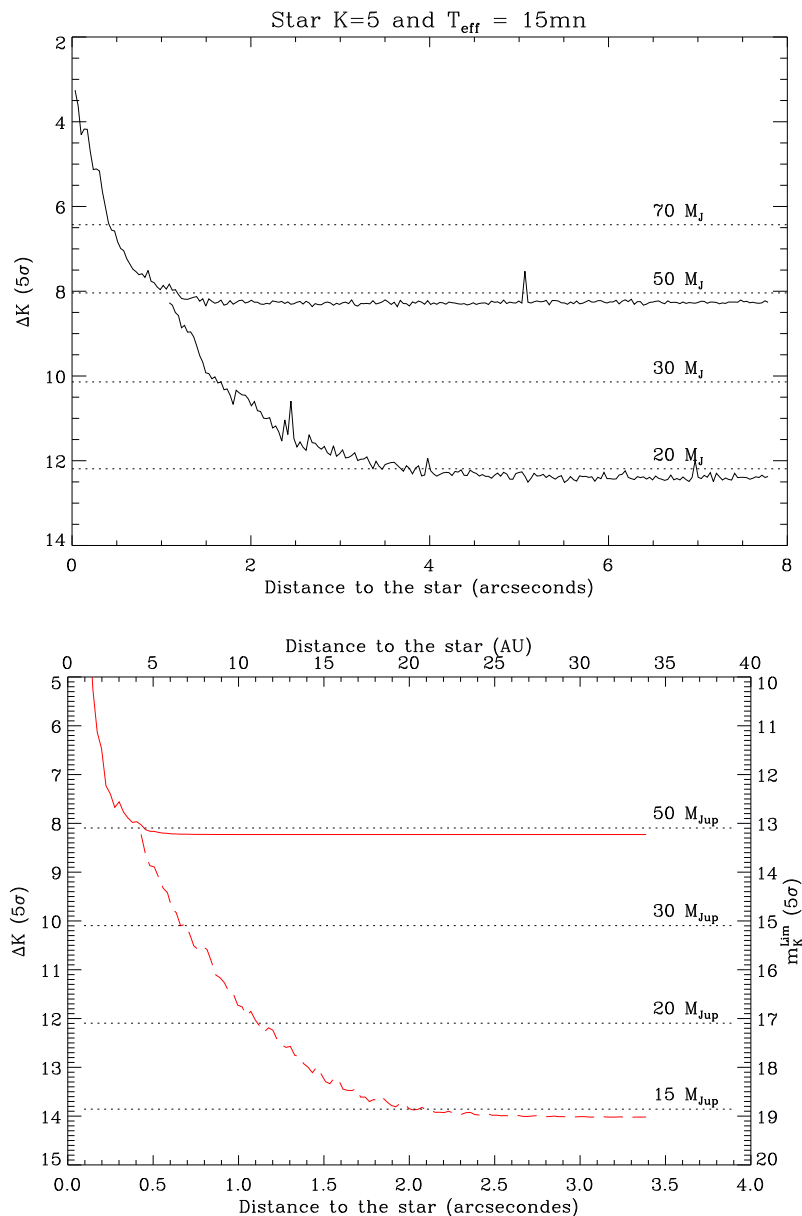 Star K=5 and T_eff = 15mn
2
4
6
8
10
12
14
ΔK (5σ)
70 M_J
50 M_J
30 M_J
20 M_J
0 2 4 6 8
Distance to the star (arcseconds)
Distance to the star (AU)
0 5 10 15 20 25 30 35 40
5
6
7
8
9
10
11
12
13
14
15
ΔK (5σ)
50 M_Jup
30 M_Jup
20 M_Jup
15 M_Jup
10
11
12
13
14
15
16
17
18
19
20
m_K^Lim (5σ)
0.0 0.5 1.0 1.5 2.0 2.5 3.0 3.5 4.0
Distance to the star (arcsecondes)